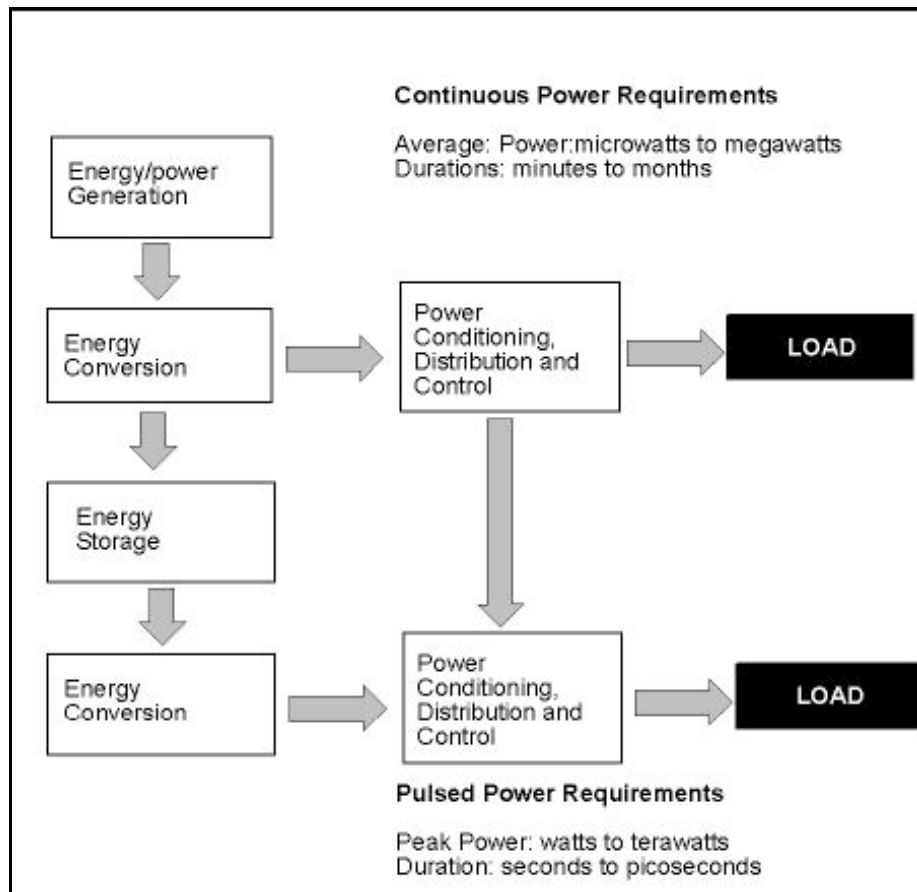 Continuous Power Requirements
Average: Power:microwatts to megawatts
Durations: minutes to months
Energy/power
Generation
Energy
Conversion
Power
Conditioning,
Distribution and
Control
LOAD
Energy
Storage
Energy
Conversion
Power
Conditioning,
Distribution and
Control
LOAD
Pulsed Power Requirements
Peak Power: watts to terawatts
Duration: seconds to picoseconds